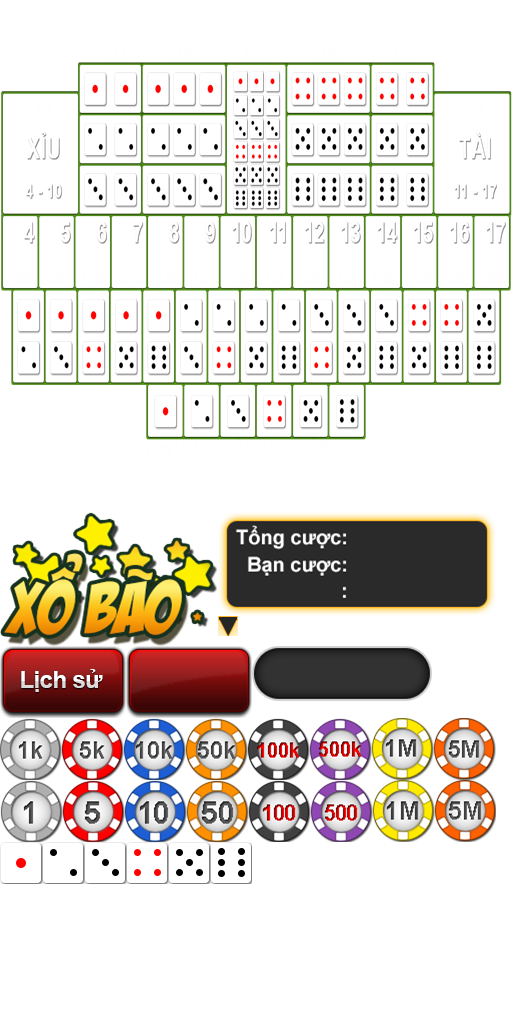 XỈU
TÀI
4 - 10
11 - 17
4 5 6 7 8 9 10 11 12 13 14 15 16 17
XỔ BÃO
Tổng cược:
Bạn cược:
:
Lịch sử
1k 5k 10k 50k 100k 500k 1M 5M
1 5 10 50 100 500 1M 5M